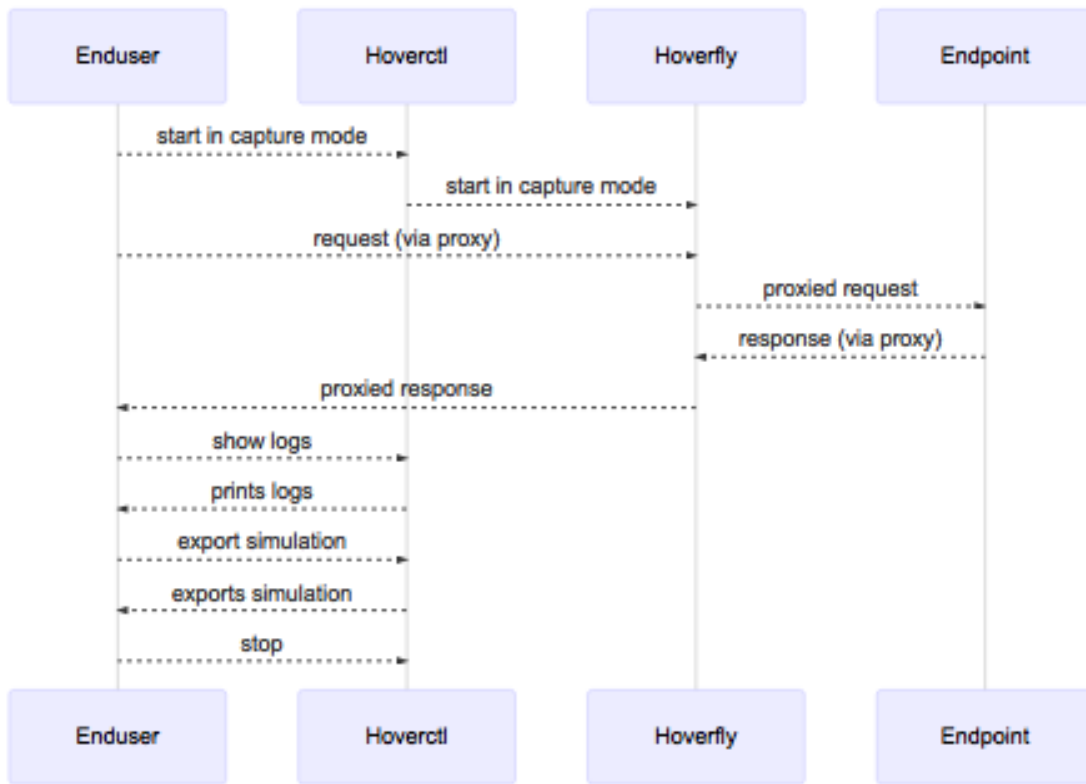 Enduser Hoverctl Hoverfly Endpoint
start in capture mode
start in capture mode
request (via proxy)
proxied request
response (via proxy)
proxied response
show logs
prints logs
export simulation
exports simulation
stop
Enduser Hoverctl Hoverfly Endpoint